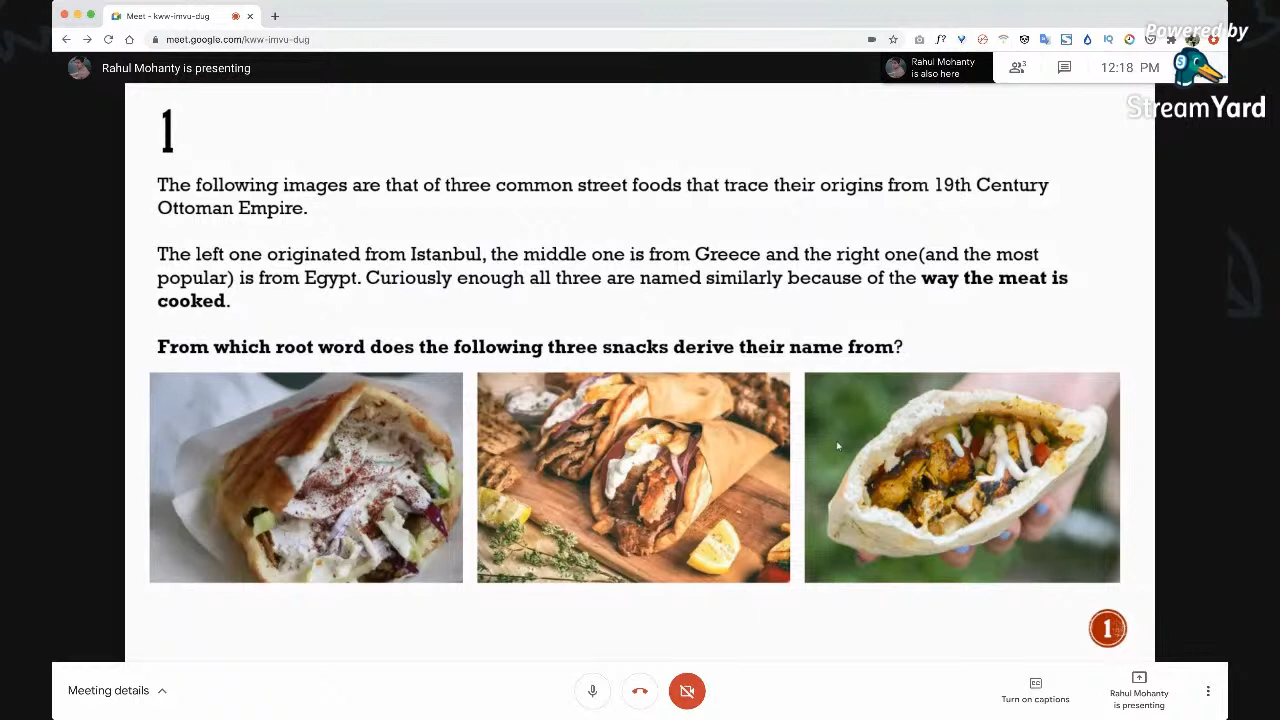 Meet - kww-imvu-dug
meet.google.com/kww-imvu-dug
Powered by
Rahul Mohanty is presenting
Rahul Mohanty
is also here
3
12:18 PM
StreamYard
1
The following images are that of three common street foods that trace their origins from 19th Century
Ottoman Empire.
The left one originated from Istanbul, the middle one is from Greece and the right one(and the most
popular) is from Egypt. Curiously enough all three are named similarly because of the way the meat is
cooked.
From which root word does the following three snacks derive their name from?
1
Meeting details
Turn on captions
Rahul Mohanty
is presenting